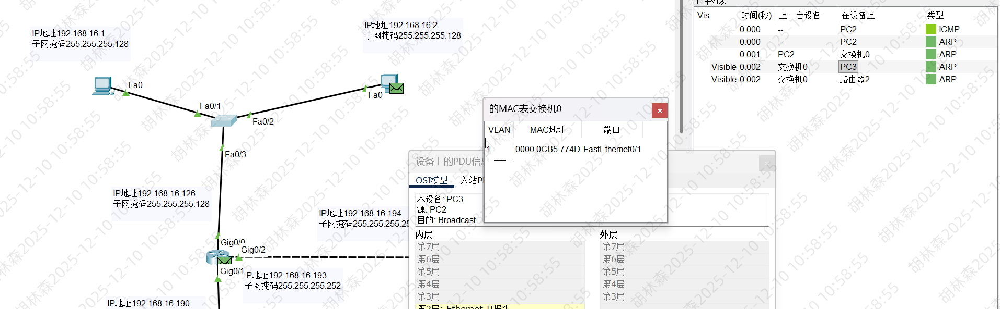 IP地址192.168.16.1
子网掩码255.255.255.128
IP地址192.168.16.2
子网掩码255.255.255.128
Fa0
Fa0
Fa0/1
Fa0/2
Fa0/3
IP地址192.168.16.126
子网掩码255.255.255.128
IP地址192.168.16.194
子网掩码255.255.255.25
Gig0/0
Gig0/2
Gig0/1
P地址192.168.16.193
子网掩码255.255.255.252
IP地址192.168.16.190
的MAC表交换机0
VLAN MAC地址 端口
1 0000.0CB5.774D FastEthernet0/1
设备上的PDU信
OSI模型 入站P
本设备: PC3
源: PC2
目的: Broadcast
内层 外层
第7层 第7层
第6层 第6层
第5层 第5层
第4层 第4层
第3层 第3层
第2层: Ethernet II报头
事件列表
Vis. 时间(秒) 上一台设备 在设备上 类型
0.000 -- PC2 ICMP
0.000 -- PC2 ARP
0.001 PC2 交换机0 ARP
Visible 0.002 交换机0 PC3 ARP
Visible 0.002 交换机0 路由器2 ARP
胡林森2025-12-10 10:58:55